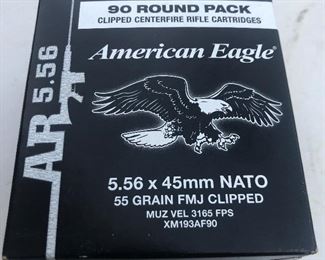 90 ROUND PACK
CLIPPED CENTERFIRE RIFLE CARTRIDGES
American Eagle®
AR 5.56
5.56 x 45mm NATO
55 GRAIN FMJ CLIPPED
MUZ VEL 3165 FPS
XM193AF90